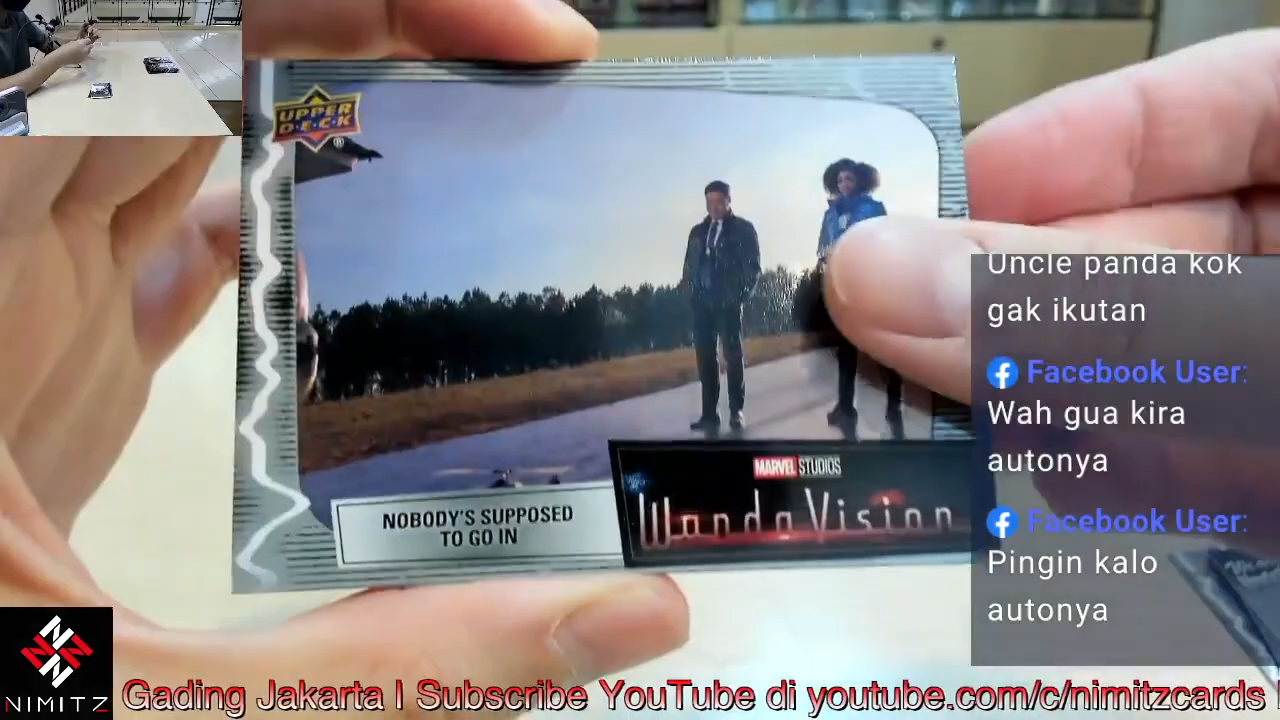 UPPER
D·E·C·K
®
MARVEL STUDIOS
WandaVision
NOBODY'S SUPPOSED
TO GO IN
Uncle panda kok
gak ikutan
Facebook User:
Wah gua kira
autonya
Facebook User:
Pingin kalo
autonya
NIMITZ
Gading Jakarta | Subscribe YouTube di youtube.com/c/nimitzcards